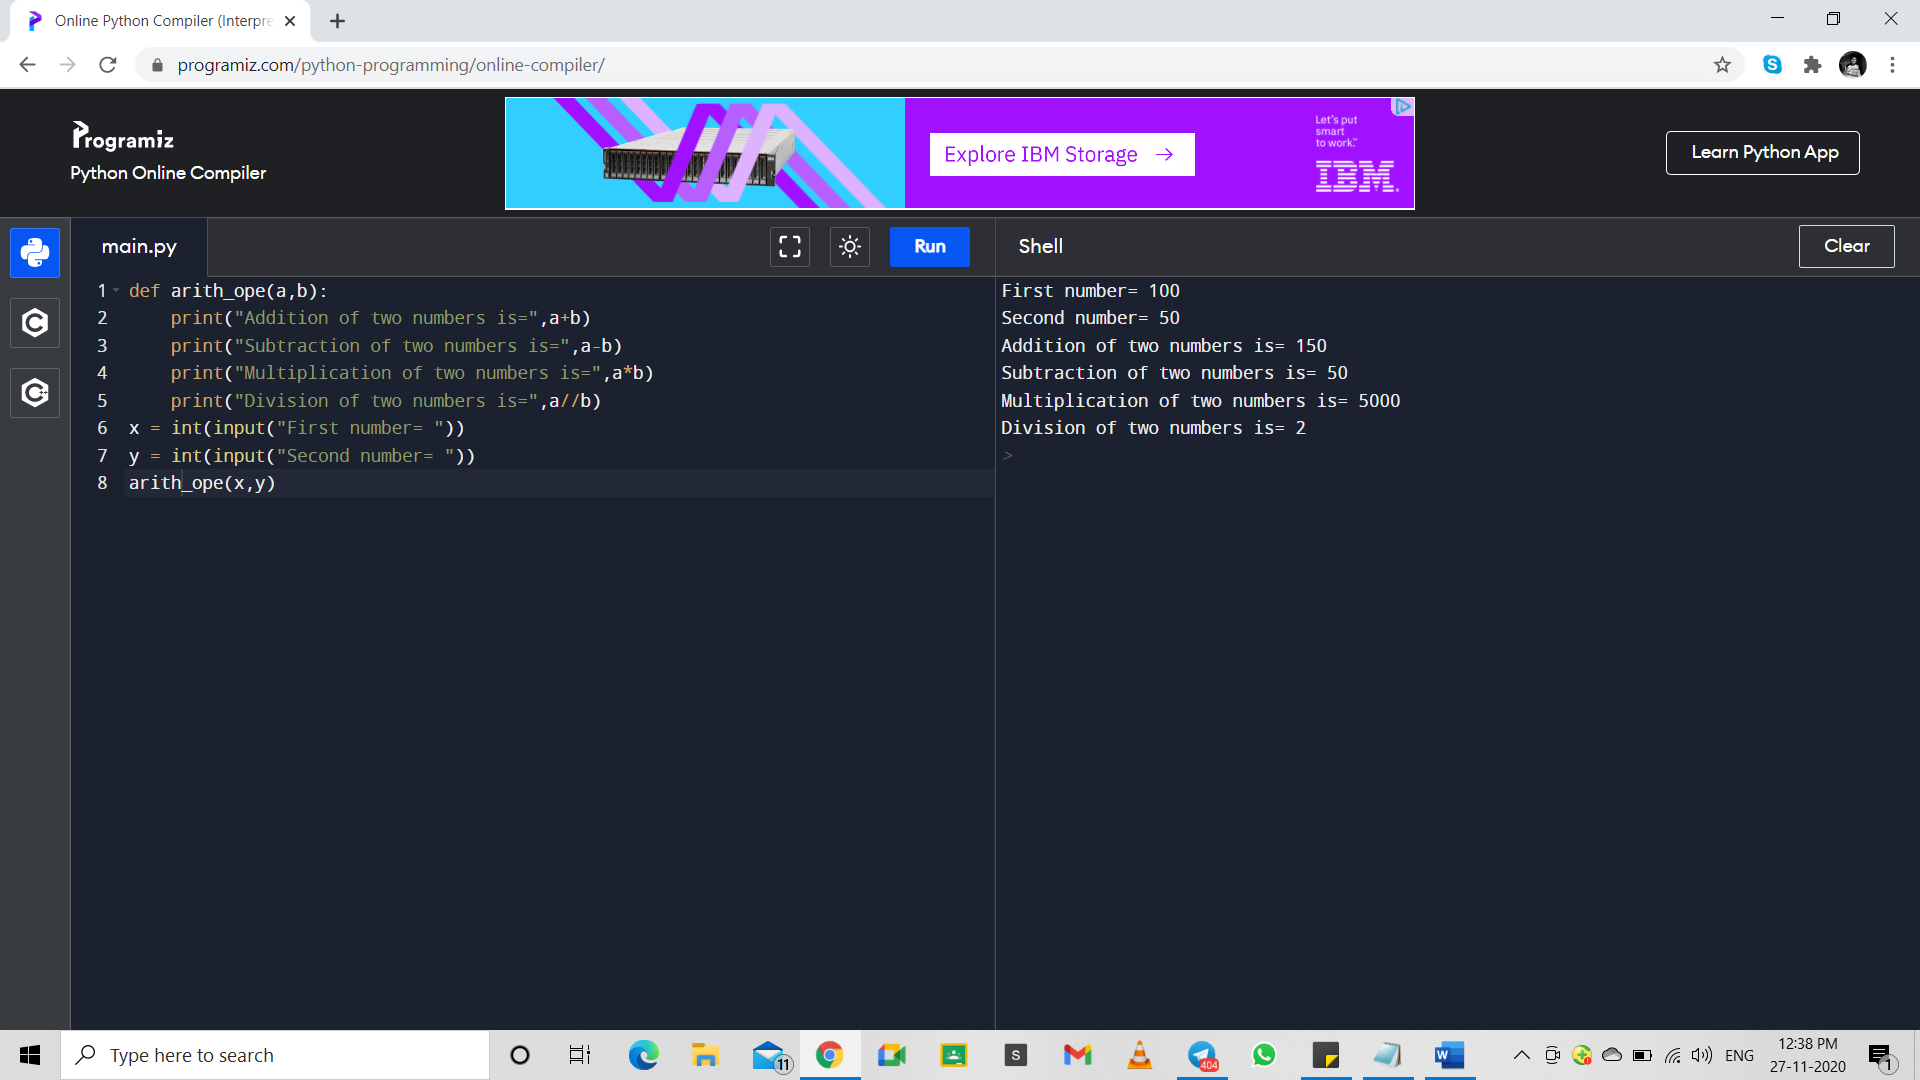 Online Python Compiler (Interpre
programiz.com/python-programming/online-compiler/
Programiz
Python Online Compiler
Explore IBM Storage →
Let's put
smart
to work.™
IBM.
Learn Python App
main.py
Run
Shell
Clear
1 def arith_ope(a,b):
2     print("Addition of two numbers is=",a+b)
3     print("Subtraction of two numbers is=",a-b)
4     print("Multiplication of two numbers is=",a*b)
5     print("Division of two numbers is=",a//b)
6 x = int(input("First number= "))
7 y = int(input("Second number= "))
8 arith_ope(x,y)
First number= 100
Second number= 50
Addition of two numbers is= 150
Subtraction of two numbers is= 50
Multiplication of two numbers is= 5000
Division of two numbers is= 2
>
Type here to search
11
S
404
W
ENG
12:38 PM
27-11-2020
1